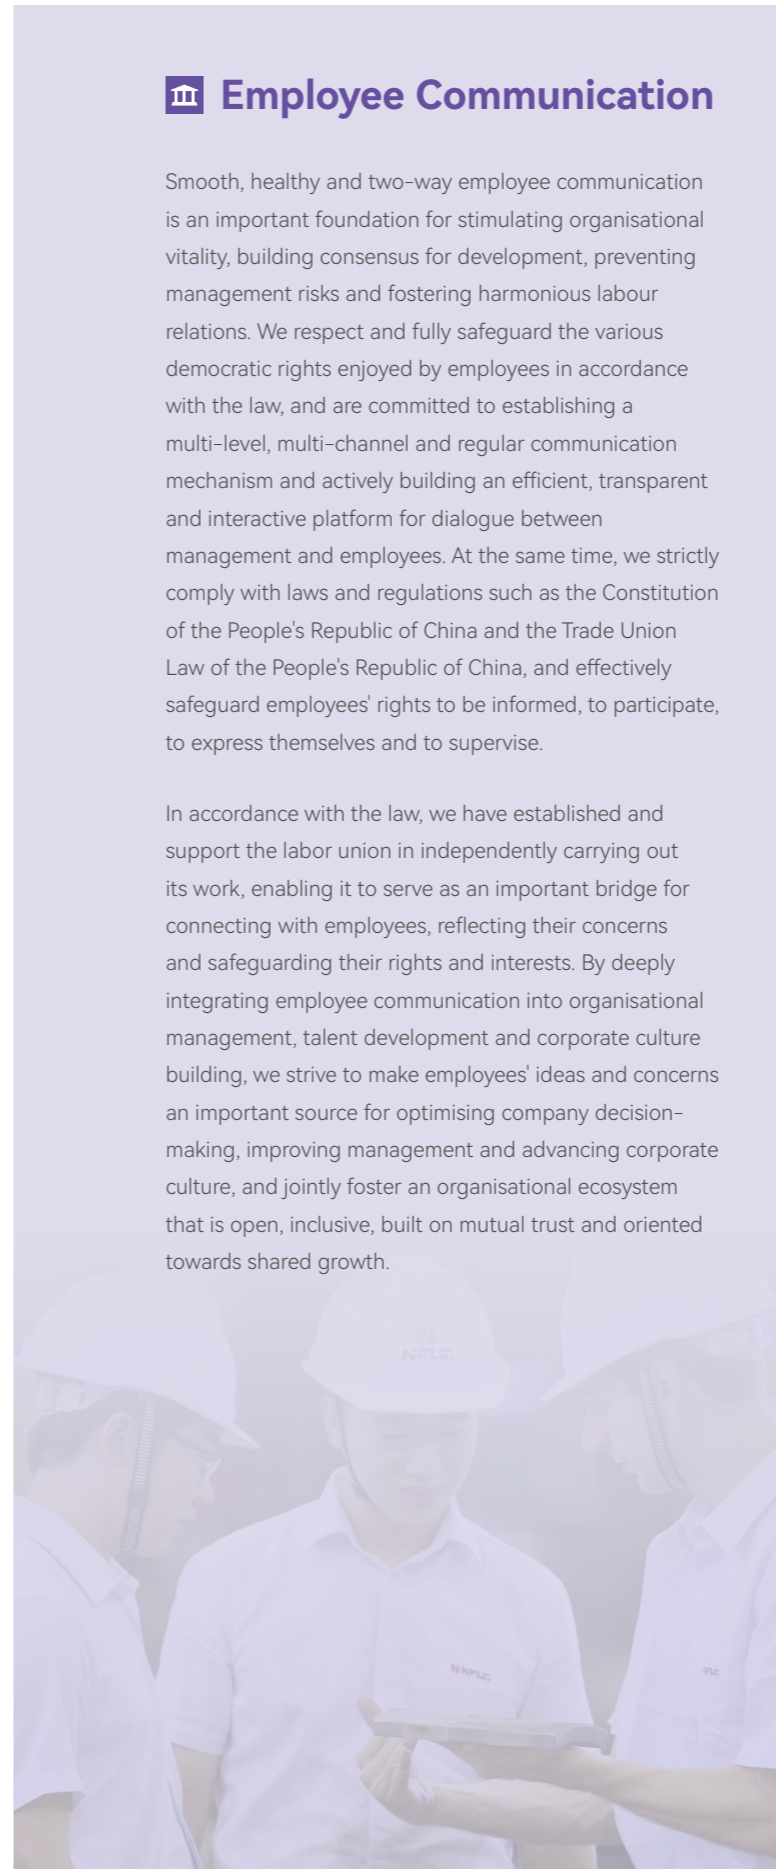 Employee Communication
Smooth, healthy and two-way employee communication
is an important foundation for stimulating organisational
vitality, building consensus for development, preventing
management risks and fostering harmonious labour
relations. We respect and fully safeguard the various
democratic rights enjoyed by employees in accordance
with the law, and are committed to establishing a
multi-level, multi-channel and regular communication
mechanism and actively building an efficient, transparent
and interactive platform for dialogue between
management and employees. At the same time, we strictly
comply with laws and regulations such as the Constitution
of the People's Republic of China and the Trade Union
Law of the People's Republic of China, and effectively
safeguard employees' rights to be informed, to participate,
to express themselves and to supervise.
In accordance with the law, we have established and
support the labor union in independently carrying out
its work, enabling it to serve as an important bridge for
connecting with employees, reflecting their concerns
and safeguarding their rights and interests. By deeply
integrating employee communication into organisational
management, talent development and corporate culture
building, we strive to make employees' ideas and concerns
an important source for optimising company decision-
making, improving management and advancing corporate
culture, and jointly foster an organisational ecosystem
that is open, inclusive, built on mutual trust and oriented
towards shared growth.